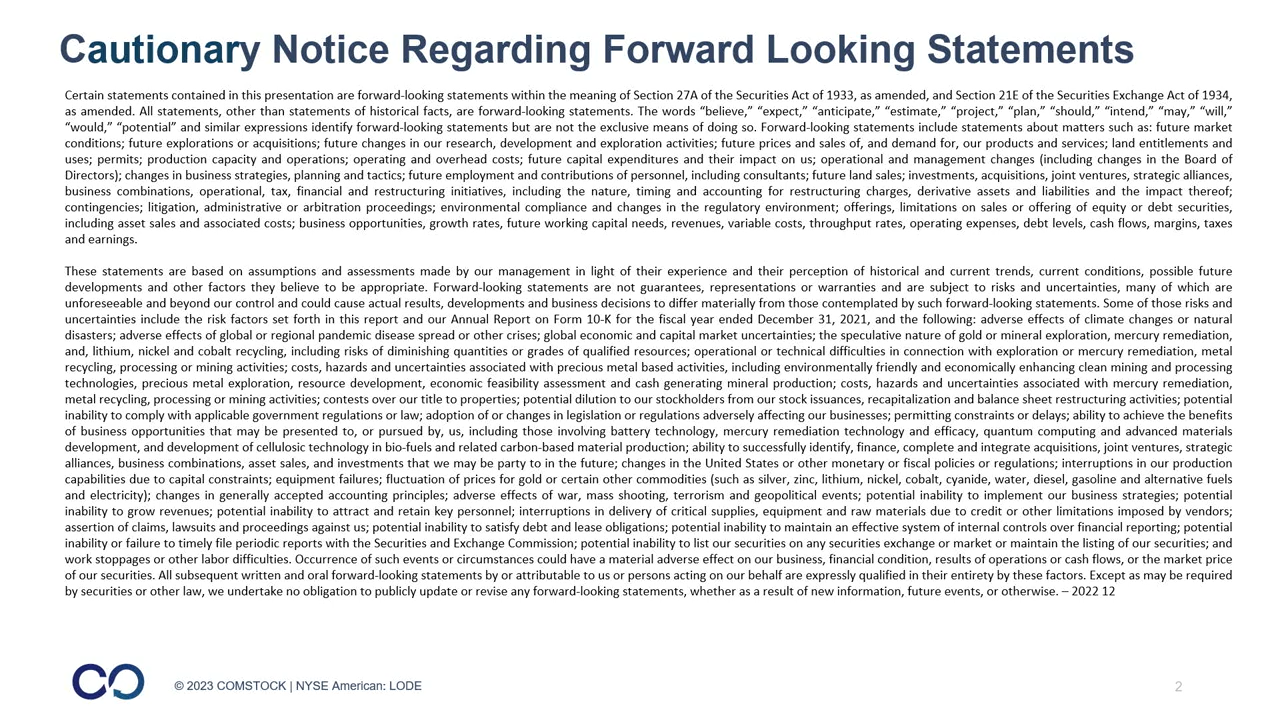 Cautionary Notice Regarding Forward Looking Statements
Certain statements contained in this presentation are forward-looking statements within the meaning of Section 27A of the Securities Act of 1933, as amended, and Section 21E of the Securities Exchange Act of 1934,
as amended. All statements, other than statements of historical facts, are forward-looking statements. The words “believe,” “expect,” “anticipate,” “estimate,” “project,” “plan,” “should,” “intend,” “may,” “will,”
“would,” “potential” and similar expressions identify forward-looking statements but are not the exclusive means of doing so. Forward-looking statements include statements about matters such as: future market
conditions; future explorations or acquisitions; future changes in our research, development and exploration activities; future prices and sales of, and demand for, our products and services; land entitlements and
uses; permits; production capacity and operations; operating and overhead costs; future capital expenditures and their impact on us; operational and management changes (including changes in the Board of
Directors); changes in business strategies, planning and tactics; future employment and contributions of personnel, including consultants; future land sales; investments, acquisitions, joint ventures, strategic alliances,
business combinations, operational, tax, financial and restructuring initiatives, including the nature, timing and accounting for restructuring charges, derivative assets and liabilities and the impact thereof;
contingencies; litigation, administrative or arbitration proceedings; environmental compliance and changes in the regulatory environment; offerings, limitations on sales or offering of equity or debt securities,
including asset sales and associated costs; business opportunities, growth rates, future working capital needs, revenues, variable costs, throughput rates, operating expenses, debt levels, cash flows, margins, taxes
and earnings.
These statements are based on assumptions and assessments made by our management in light of their experience and their perception of historical and current trends, current conditions, possible future
developments and other factors they believe to be appropriate. Forward-looking statements are not guarantees, representations or warranties and are subject to risks and uncertainties, many of which are
unforeseeable and beyond our control and could cause actual results, developments and business decisions to differ materially from those contemplated by such forward-looking statements. Some of those risks and
uncertainties include the risk factors set forth in this report and our Annual Report on Form 10-K for the fiscal year ended December 31, 2021, and the following: adverse effects of climate changes or natural
disasters; adverse effects of global or regional pandemic disease spread or other crises; global economic and capital market uncertainties; the speculative nature of gold or mineral exploration, mercury remediation,
and, lithium, nickel and cobalt recycling, including risks of diminishing quantities or grades of qualified resources; operational or technical difficulties in connection with exploration or mercury remediation, metal
recycling, processing or mining activities; costs, hazards and uncertainties associated with precious metal based activities, including environmentally friendly and economically enhancing clean mining and processing
technologies, precious metal exploration, resource development, economic feasibility assessment and cash generating mineral production; costs, hazards and uncertainties associated with mercury remediation,
metal recycling, processing or mining activities; contests over our title to properties; potential dilution to our stockholders from our stock issuances, recapitalization and balance sheet restructuring activities; potential
inability to comply with applicable government regulations or law; adoption of or changes in legislation or regulations adversely affecting our businesses; permitting constraints or delays; ability to achieve the benefits
of business opportunities that may be presented to, or pursued by, us, including those involving battery technology, mercury remediation technology and efficacy, quantum computing and advanced materials
development, and development of cellulosic technology in bio-fuels and related carbon-based material production; ability to successfully identify, finance, complete and integrate acquisitions, joint ventures, strategic
alliances, business combinations, asset sales, and investments that we may be party to in the future; changes in the United States or other monetary or fiscal policies or regulations; interruptions in our production
capabilities due to capital constraints; equipment failures; fluctuation of prices for gold or certain other commodities (such as silver, zinc, lithium, nickel, cobalt, cyanide, water, diesel, gasoline and alternative fuels
and electricity); changes in generally accepted accounting principles; adverse effects of war, mass shooting, terrorism and geopolitical events; potential inability to implement our business strategies; potential
inability to grow revenues; potential inability to attract and retain key personnel; interruptions in delivery of critical supplies, equipment and raw materials due to credit or other limitations imposed by vendors;
assertion of claims, lawsuits and proceedings against us; potential inability to satisfy debt and lease obligations; potential inability to maintain an effective system of internal controls over financial reporting; potential
inability or failure to timely file periodic reports with the Securities and Exchange Commission; potential inability to list our securities on any securities exchange or market or maintain the listing of our securities; and
work stoppages or other labor difficulties. Occurrence of such events or circumstances could have a material adverse effect on our business, financial condition, results of operations or cash flows, or the market price
of our securities. All subsequent written and oral forward-looking statements by or attributable to us or persons acting on our behalf are expressly qualified in their entirety by these factors. Except as may be required
by securities or other law, we undertake no obligation to publicly update or revise any forward-looking statements, whether as a result of new information, future events, or otherwise. – 2022 12
© 2023 COMSTOCK | NYSE American: LODE
2